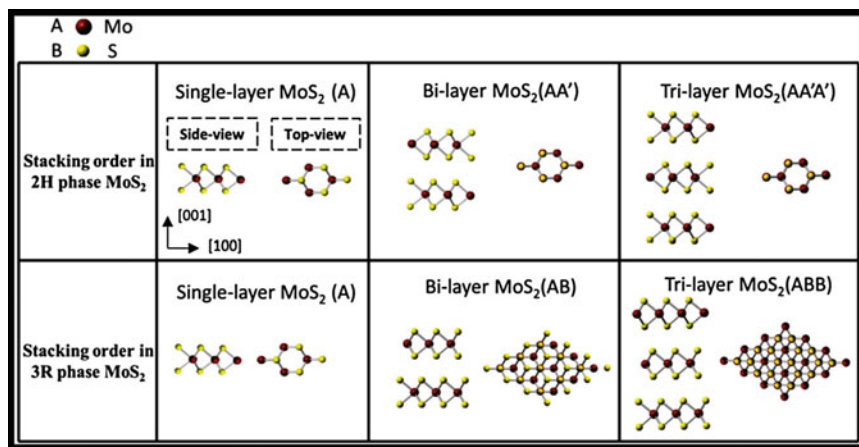 A Mo
B S
Single-layer MoS2 (A)
Bi-layer MoS2(AA')
Tri-layer MoS2(AA'A')
Side-view
Top-view
Stacking order in
2H phase MoS2
[001]
[100]
Single-layer MoS2 (A)
Bi-layer MoS2(AB)
Tri-layer MoS2(ABB)
Stacking order in
3R phase MoS2